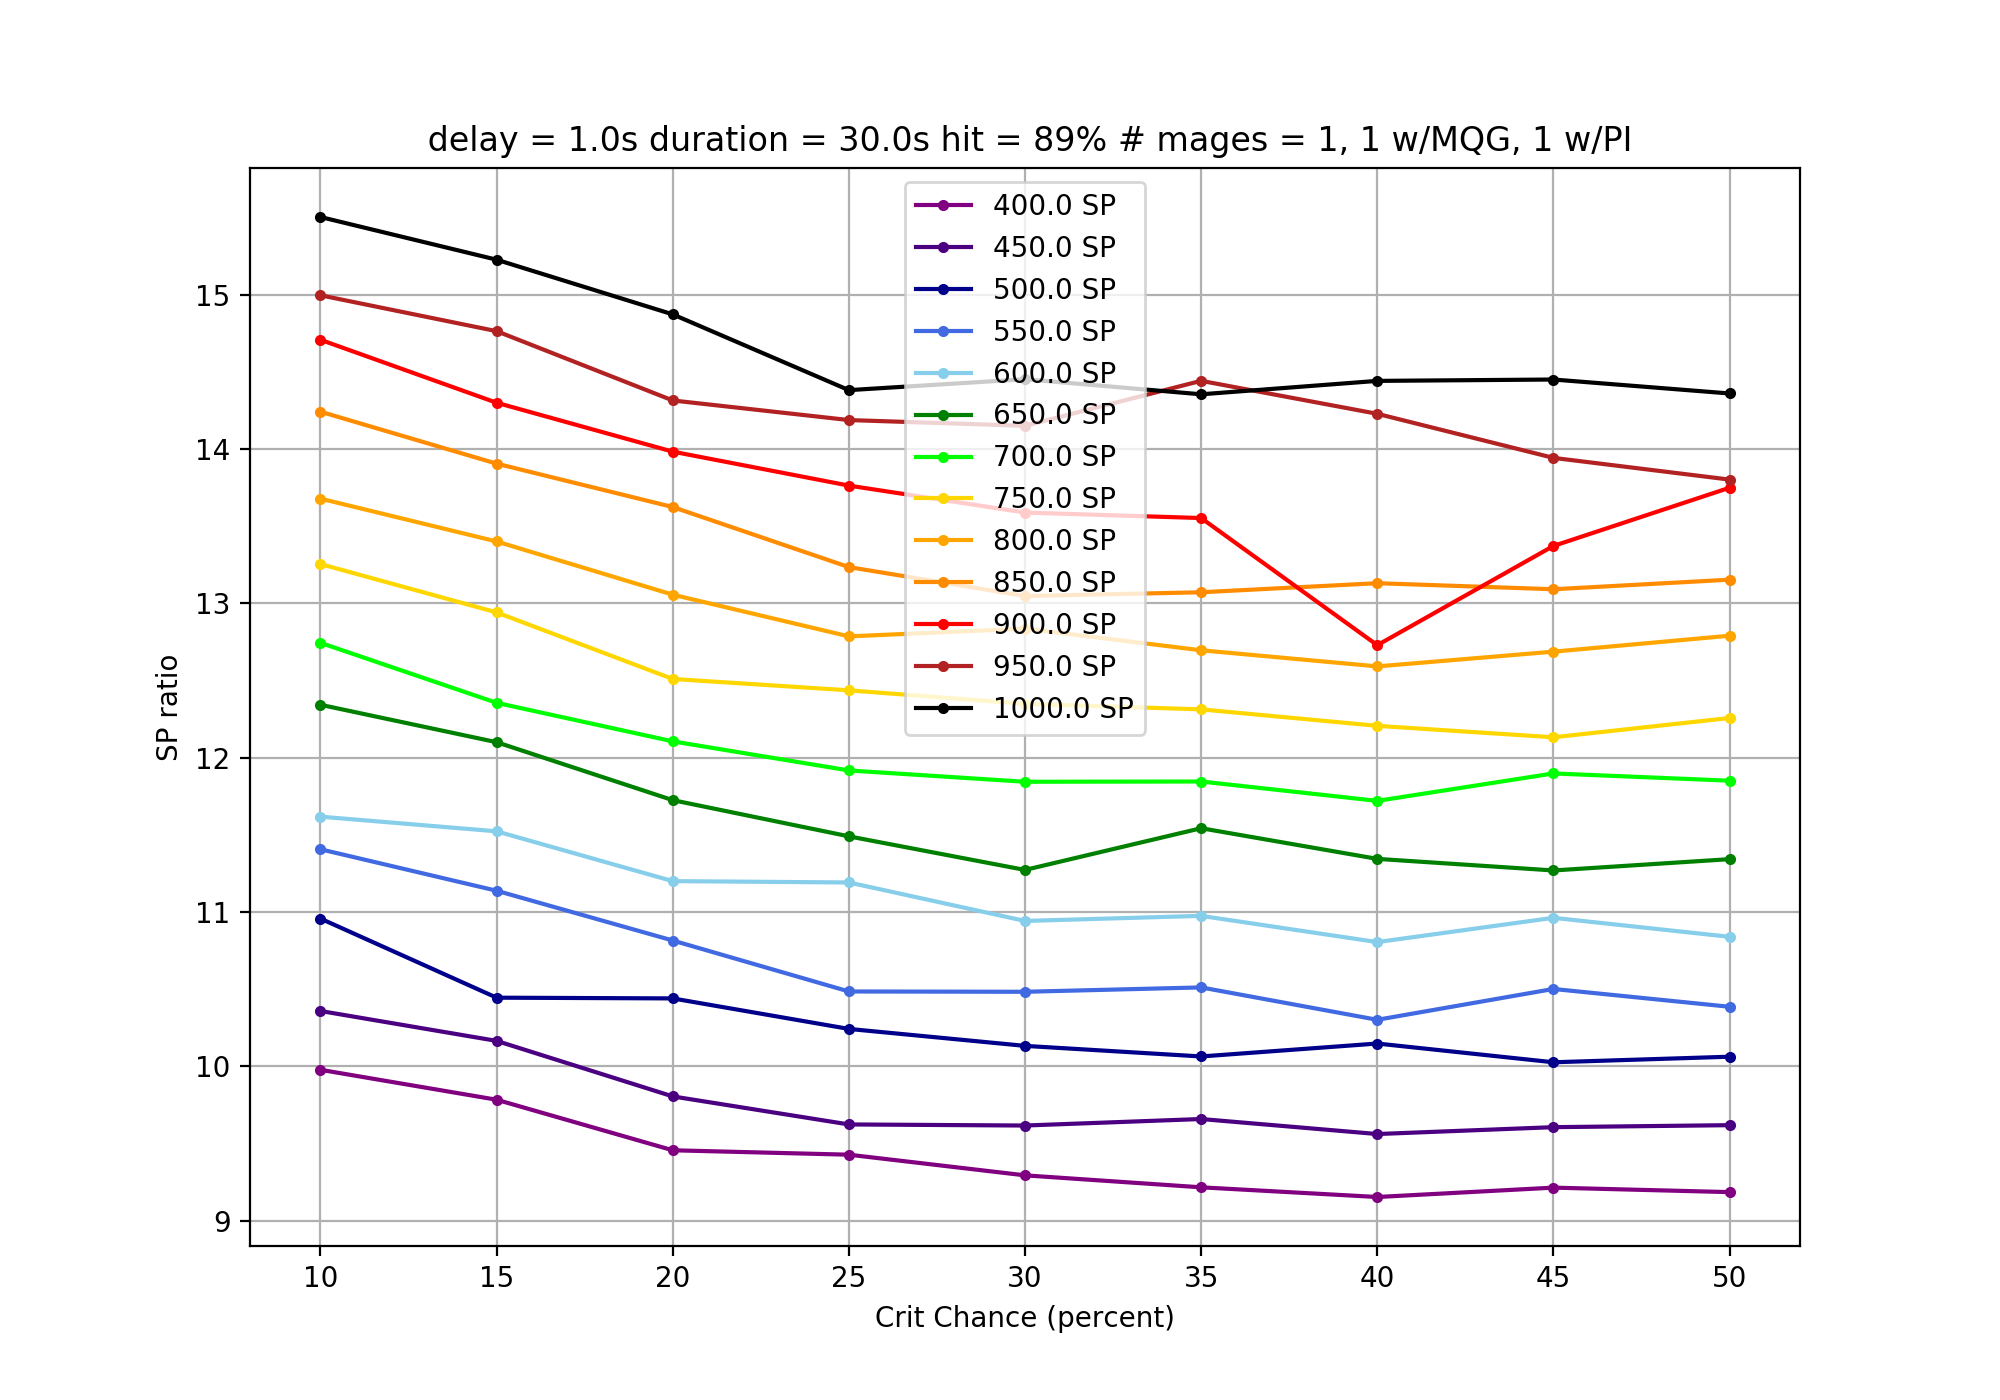 delay = 1.0s duration = 30.0s hit = 89% # mages = 1, 1 w/MQG, 1 w/PI
400.0 SP
450.0 SP
500.0 SP
550.0 SP
600.0 SP
650.0 SP
700.0 SP
750.0 SP
800.0 SP
850.0 SP
900.0 SP
950.0 SP
1000.0 SP
SP ratio
15
14
13
12
11
10
9
10 15 20 25 30 35 40 45 50
Crit Chance (percent)